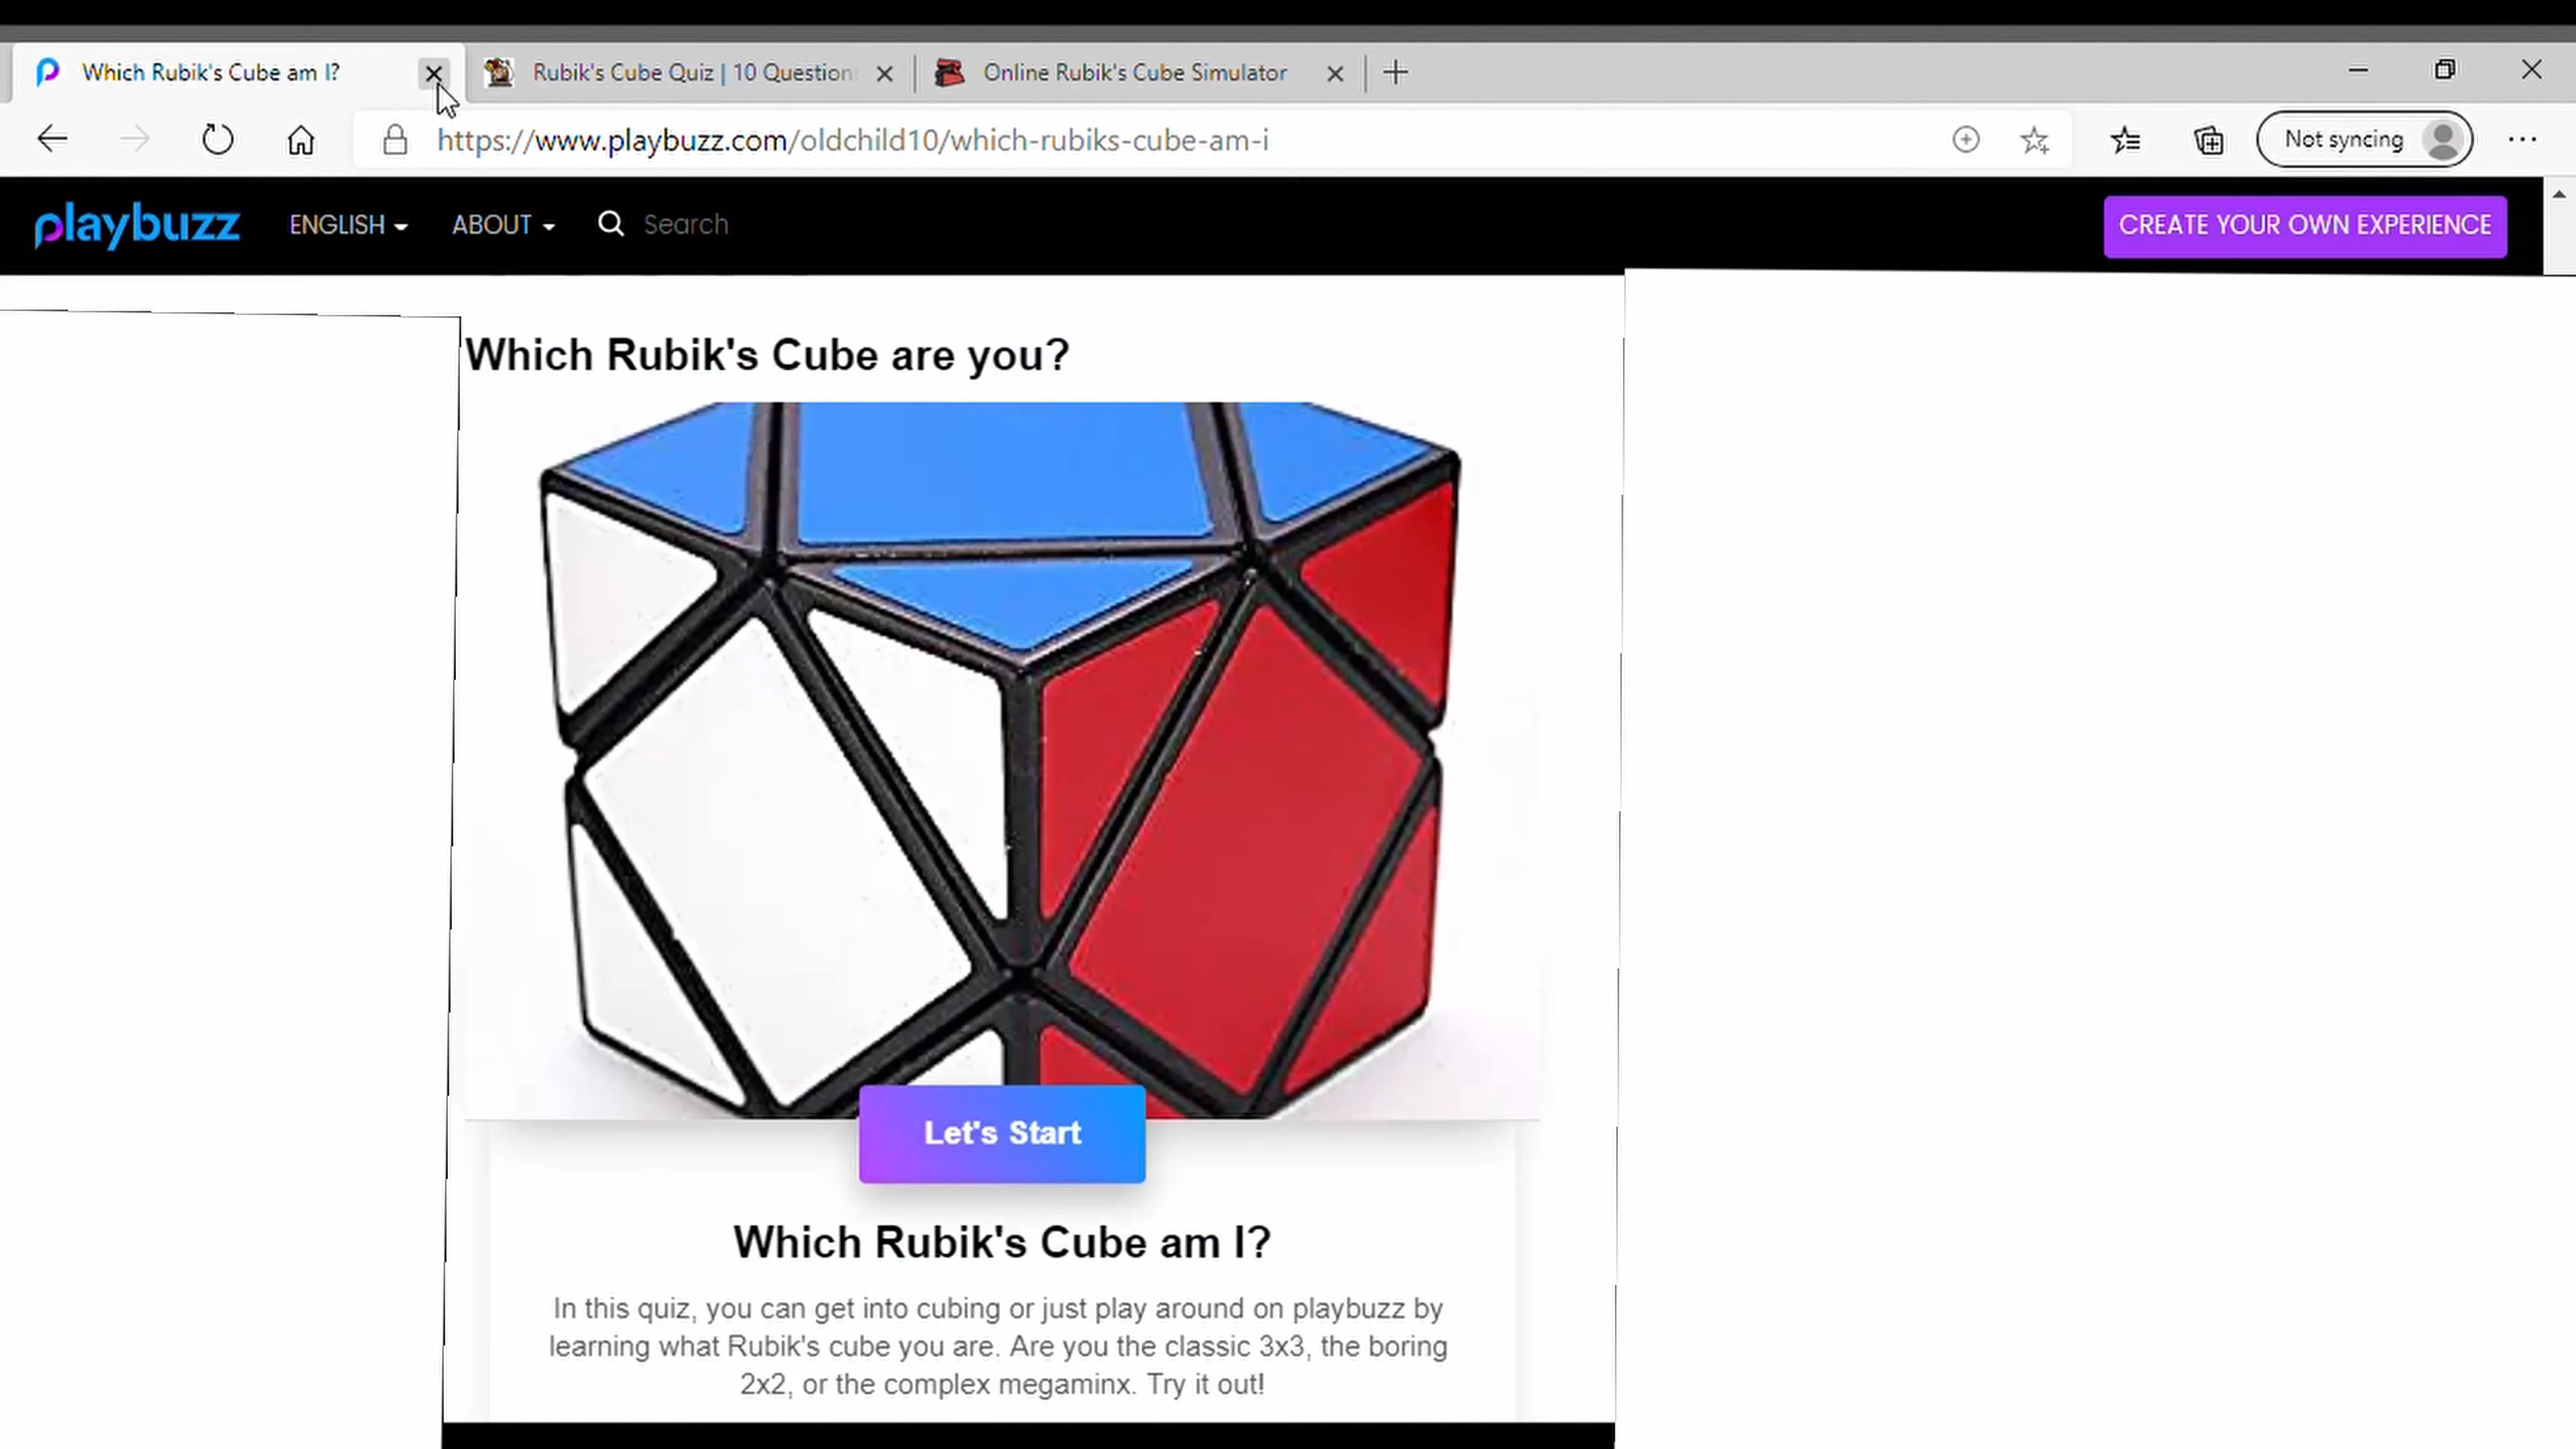 Which Rubik's Cube am I?
Rubik's Cube Quiz | 10 Question
Online Rubik's Cube Simulator
https://www.playbuzz.com/oldchild10/which-rubiks-cube-am-i
Not syncing
playbuzz
ENGLISH
ABOUT
Search
CREATE YOUR OWN EXPERIENCE
Which Rubik's Cube are you?
Let's Start
Which Rubik's Cube am I?
In this quiz, you can get into cubing or just play around on playbuzz by
learning what Rubik's cube you are. Are you the classic 3x3, the boring
2x2, or the complex megaminx. Try it out!